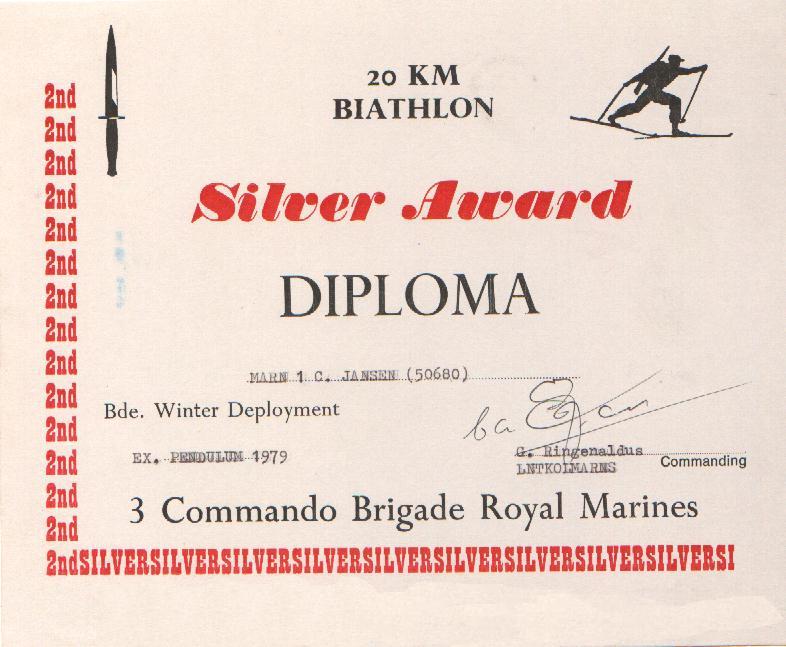 20 KM
BIATHLON
Silver Award
DIPLOMA
MARN 1 C. JANSEN (50680)
Bde. Winter Deployment
EX. PENDULUM 1979
G. Ringenaldus
LNTKOLMARNS
Commanding
3 Commando Brigade Royal Marines
2nd
2nd
2nd
2nd
2nd
2nd
2nd
2nd
2nd
2nd
2nd
2nd
2nd
2nd
2ndSILVERSILVERSILVERSILVERSILVERSILVERSILVERSILVERSILVERSI